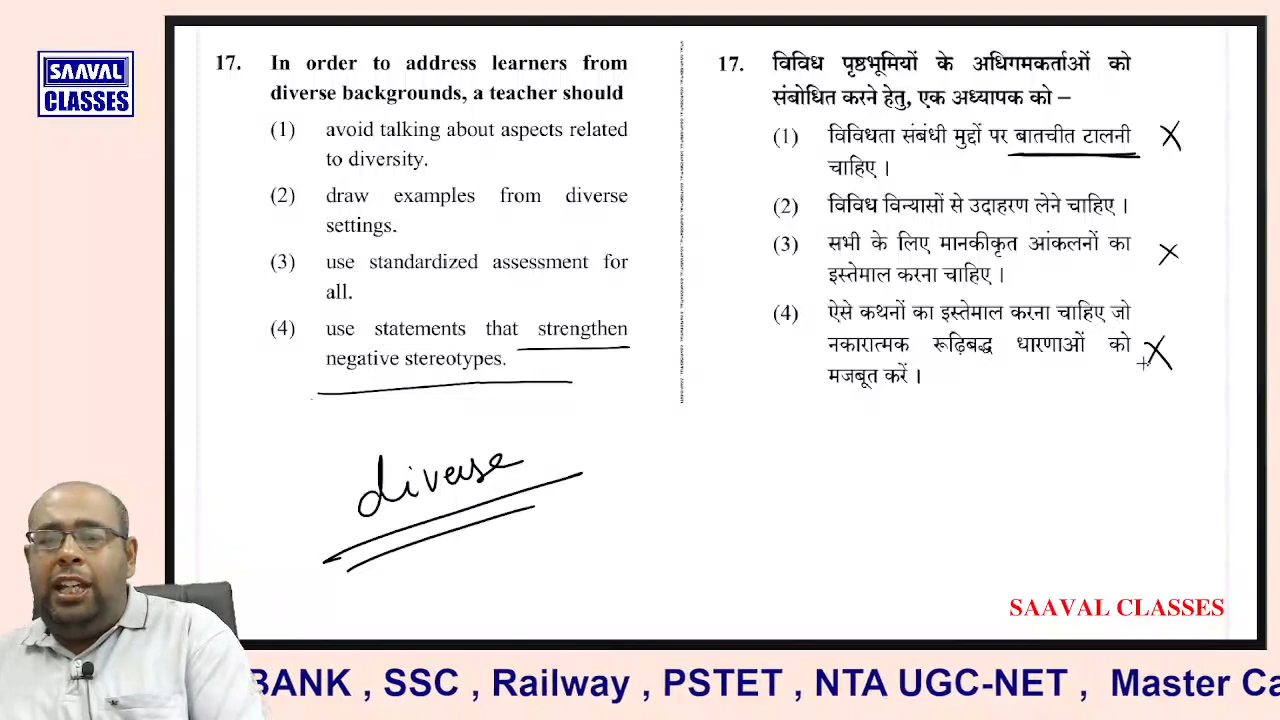 SAAVAL
CLASSES
17. In order to address learners from
diverse backgrounds, a teacher should
(1) avoid talking about aspects related
to diversity.
(2) draw examples from diverse
settings.
(3) use standardized assessment for
all.
(4) use statements that strengthen
negative stereotypes.
diverse
17. विविध पृष्ठभूमियों के अधिगमकर्ताओं को
संबोधित करने हेतु, एक अध्यापक को –
(1) विविधता संबंधी मुद्दों पर बातचीत टालनी
चाहिए ।
(2) विविध विन्यासों से उदाहरण लेने चाहिए ।
(3) सभी के लिए मानकीकृत आंकलनों का
इस्तेमाल करना चाहिए ।
(4) ऐसे कथनों का इस्तेमाल करना चाहिए जो
नकारात्मक रूढ़िबद्ध धारणाओं को
मजबूत करें ।
SAAVAL CLASSES
BANK , SSC , Railway , PSTET , NTA UGC-NET , Master Ca